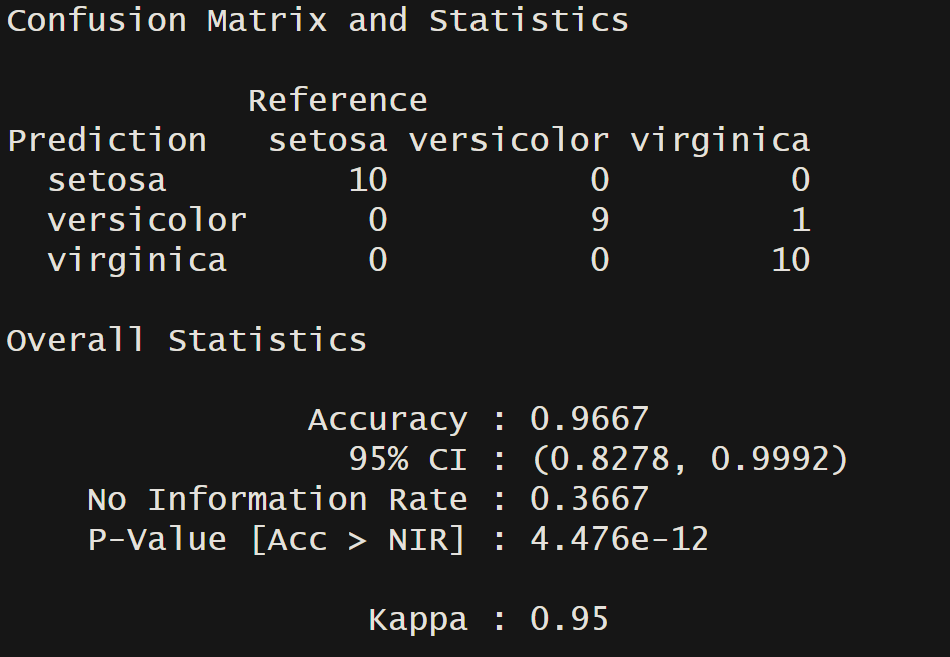 Confusion Matrix and Statistics
Reference
Prediction setosa versicolor virginica
setosa 10 0 0
versicolor 0 9 1
virginica 0 0 10
Overall Statistics
Accuracy : 0.9667
95% CI : (0.8278, 0.9992)
No Information Rate : 0.3667
P-Value [Acc > NIR] : 4.476e-12
Kappa : 0.95